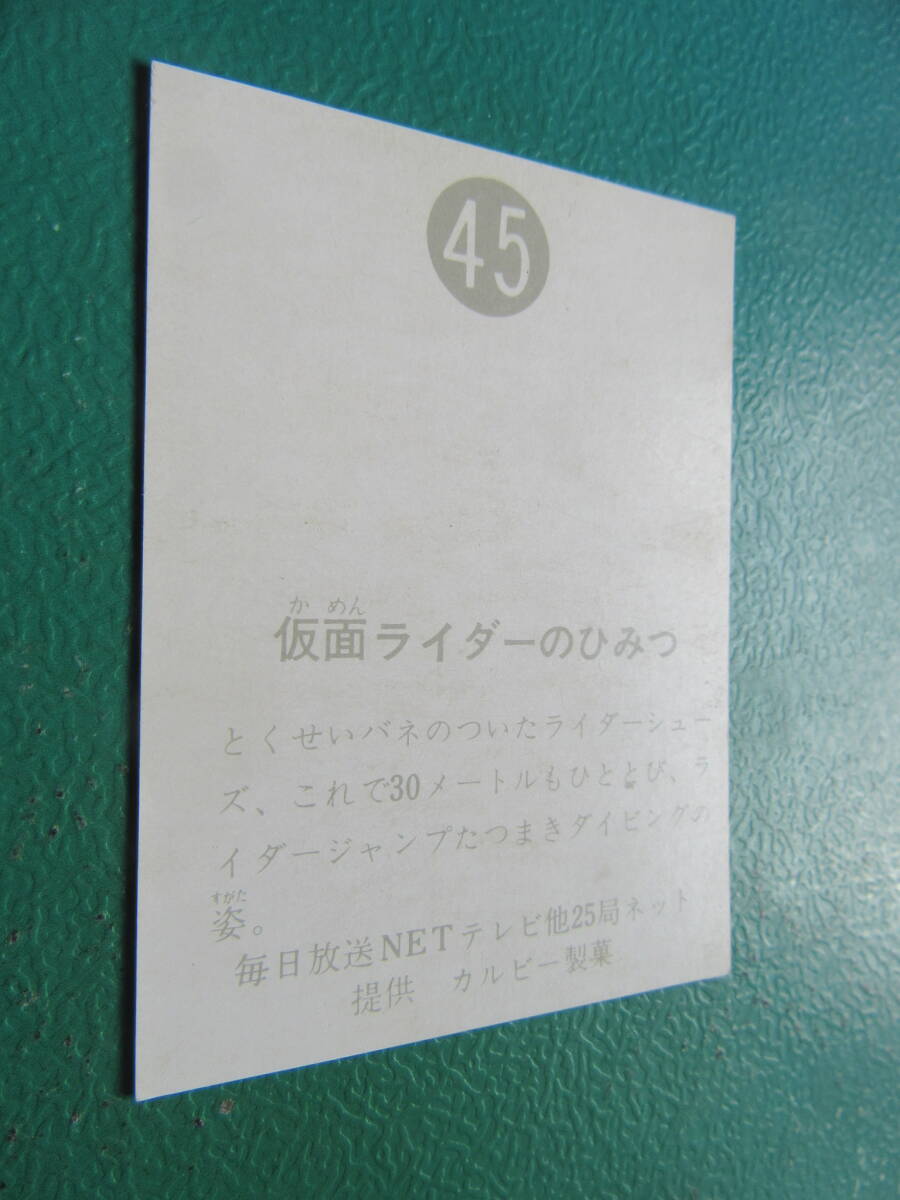 45
かめん
仮面ライダーのひみつ
とくせいバネのついたライダーシュー
ズ、これで30メートルもひととび、ラ
イダージャンプたつまきダイビングの
すがた
姿。
毎日放送NETテレビ他25局ネット
提供 カルビー製菓